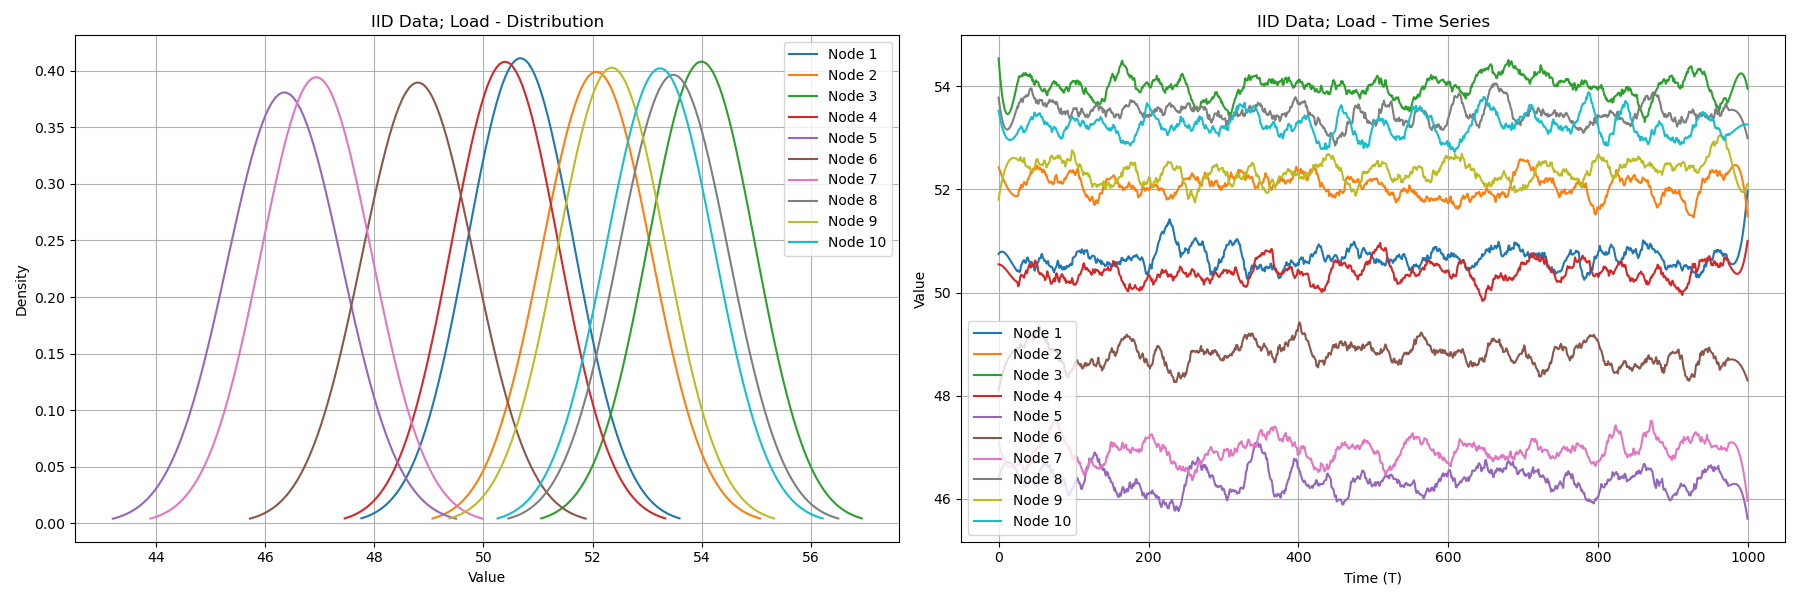 IID Data; Load - Distribution
Density
0.40
0.35
0.30
0.25
0.20
0.15
0.10
0.05
0.00
44
46
48
50
52
54
56
Value
Node 1
Node 2
Node 3
Node 4
Node 5
Node 6
Node 7
Node 8
Node 9
Node 10
IID Data; Load - Time Series
Value
54
52
50
48
46
0
200
400
600
800
1000
Time (T)
Node 1
Node 2
Node 3
Node 4
Node 5
Node 6
Node 7
Node 8
Node 9
Node 10